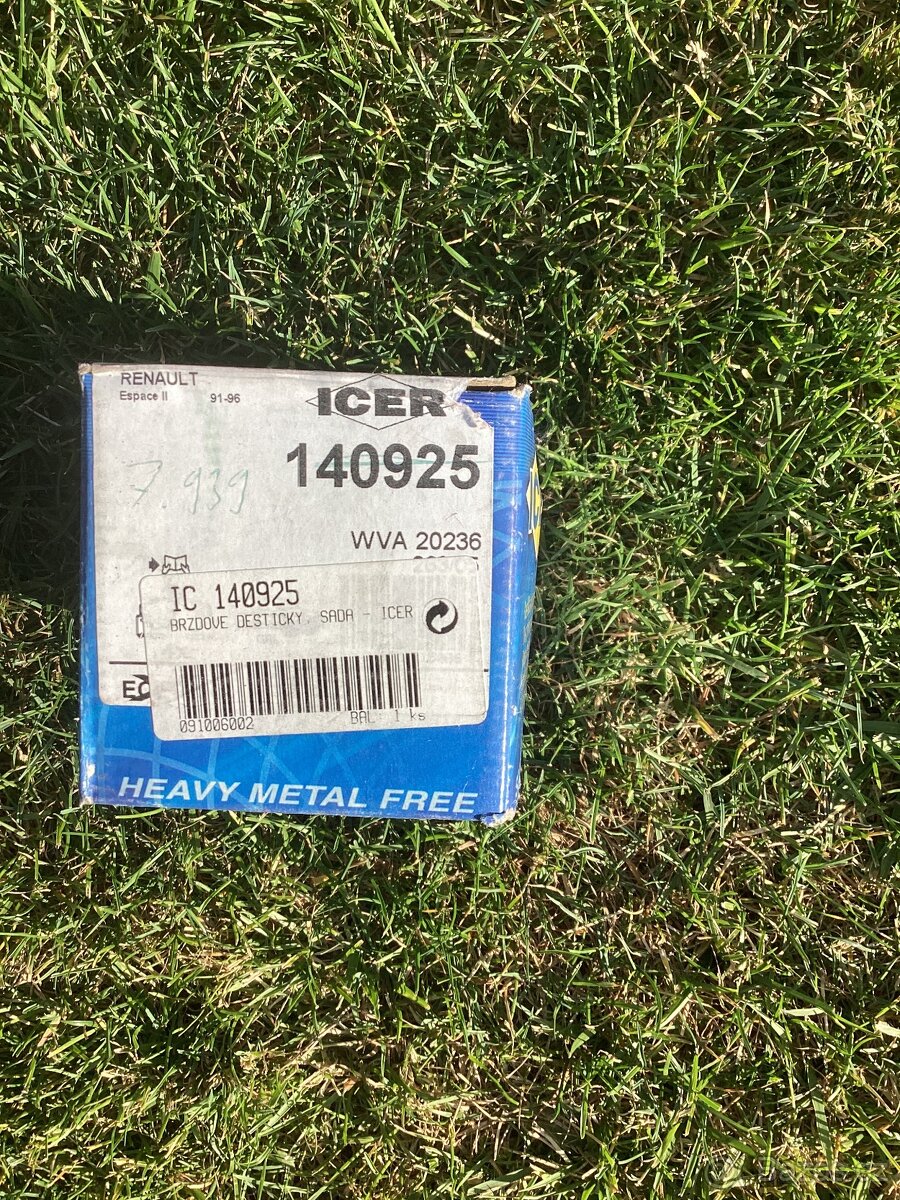 RENAULT
Espace II 91-96
ICER
140925
7.939
WVA 20236
IC 140925
BRZDOVE DESTICKY, SADA - ICER
091006002 BAL: 1 ks
HEAVY METAL FREE